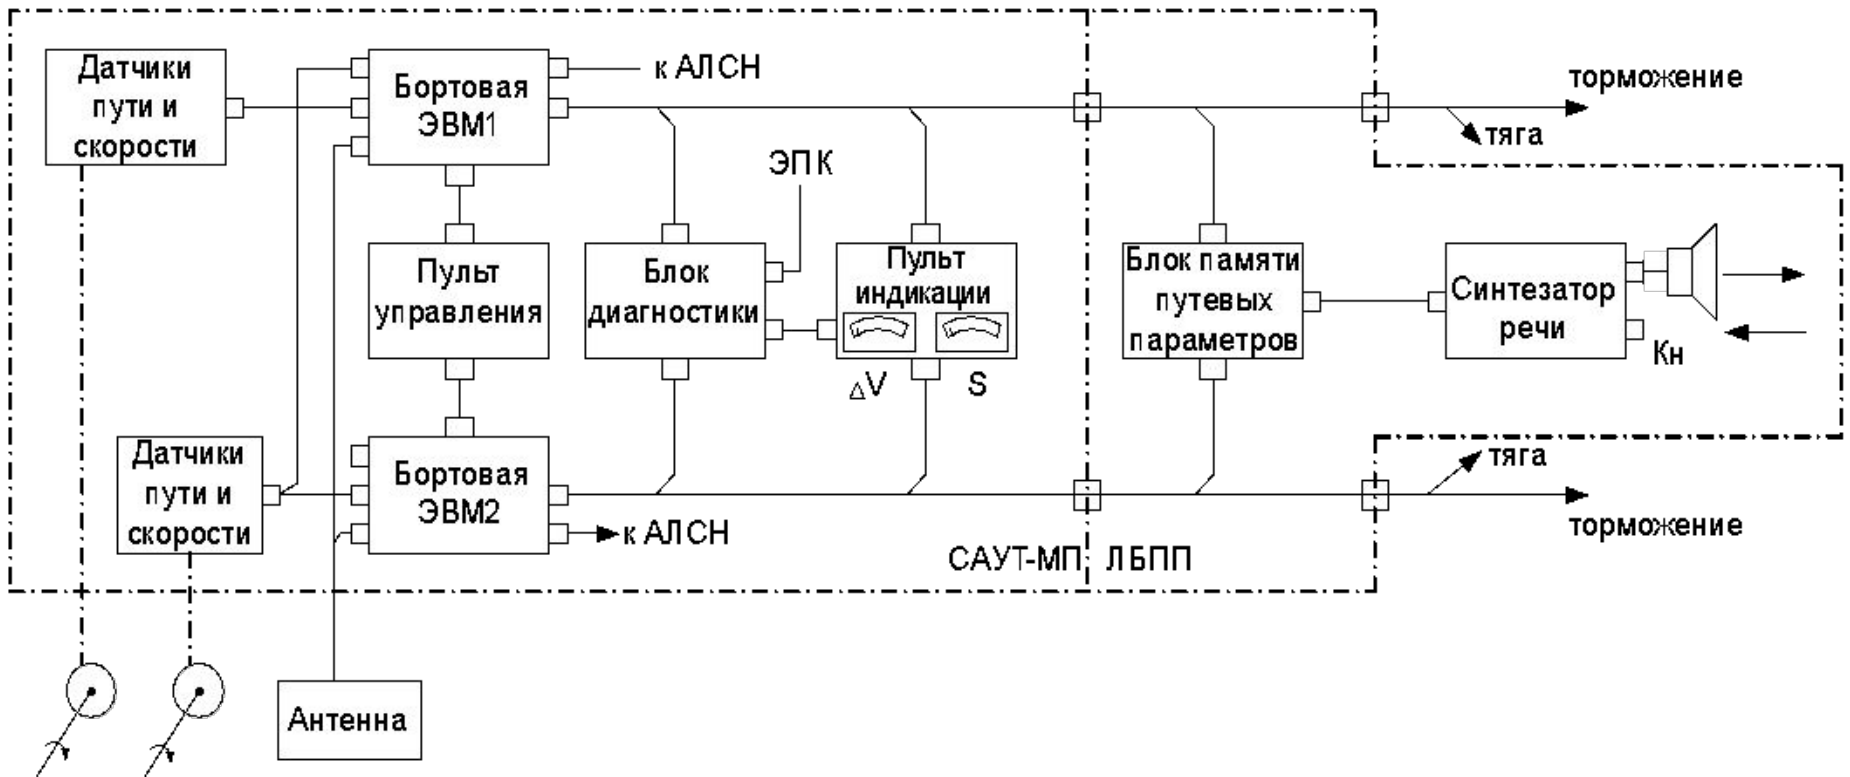 Датчики
пути и
скорости
Бортовая
ЭВМ1
к АЛСН
торможение
тяга
ЭПК
Пульт
управления
Блок
диагностики
Пульт
индикации
ΔV
S
Блок памяти
путевых
параметров
Синтезатор
речи
Кн
Датчики
пути и
скорости
Бортовая
ЭВМ2
к АЛСН
тяга
торможение
САУТ-МП
ЛБПП
Антенна